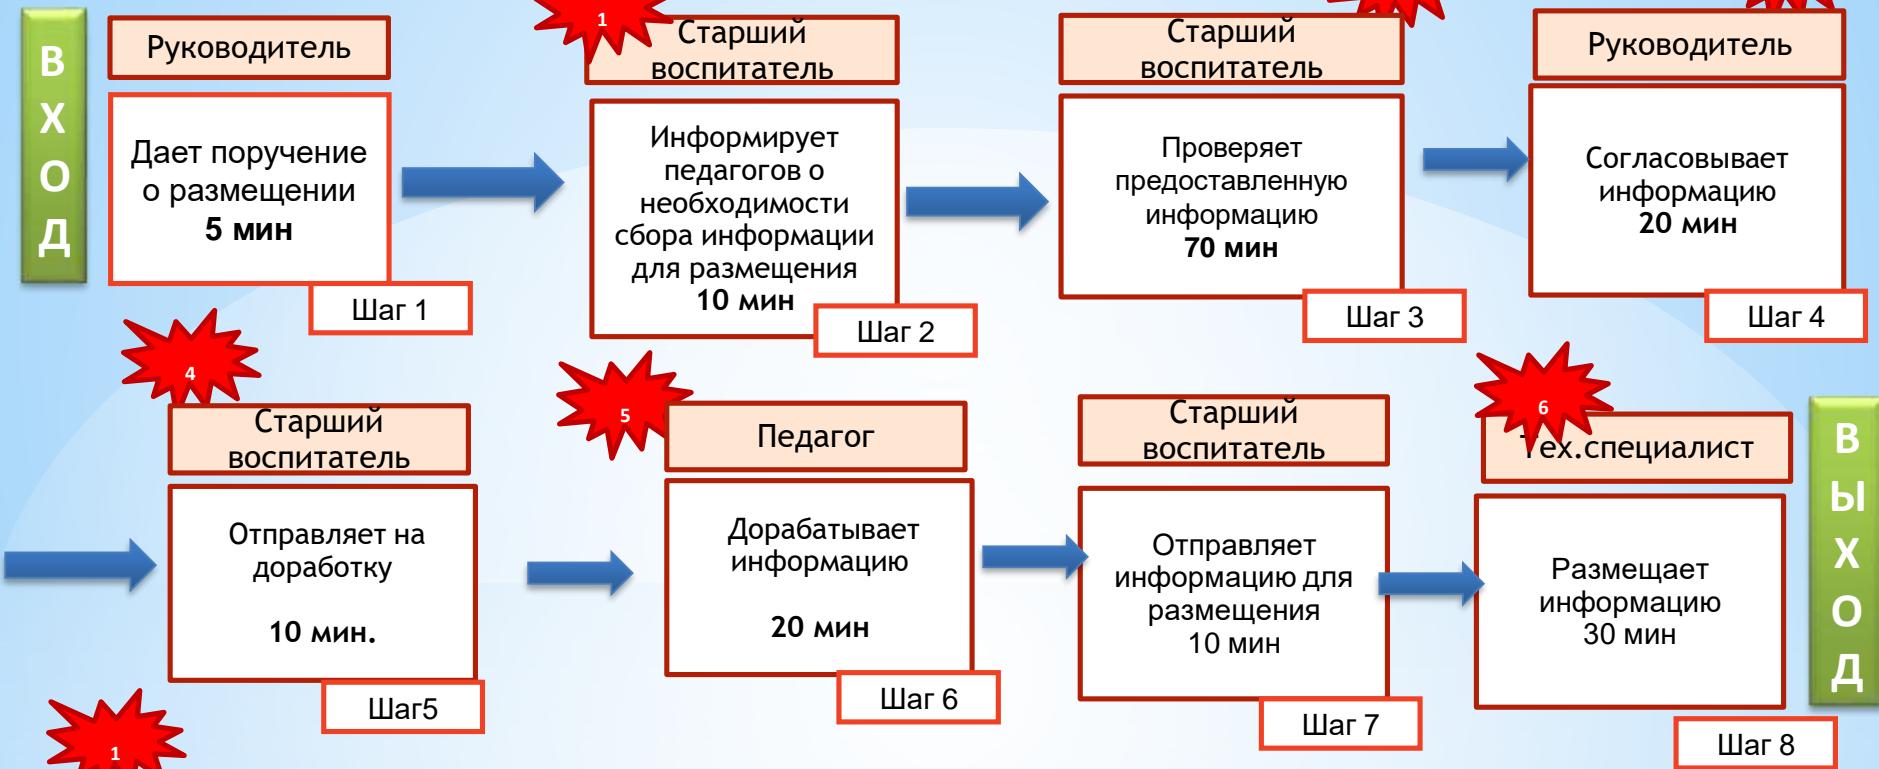 ВХОД
Руководитель
Дает поручение
о размещении
5 мин
Шаг 1
1
Старший
воспитатель
Информирует
педагогов о
необходимости
сбора информации
для размещения
10 мин
Шаг 2
Старший
воспитатель
Проверяет
предоставленную
информацию
70 мин
Шаг 3
Руководитель
Согласовывает
информацию
20 мин
Шаг 4
4
Старший
воспитатель
Отправляет на
доработку
10 мин.
Шаг5
5
Педагог
Дорабатывает
информацию
20 мин
Шаг 6
Старший
воспитатель
Отправляет
информацию для
размещения
10 мин
Шаг 7
6
Тех.специалист
Размещает
информацию
30 мин
Шаг 8
ВЫХОД
1